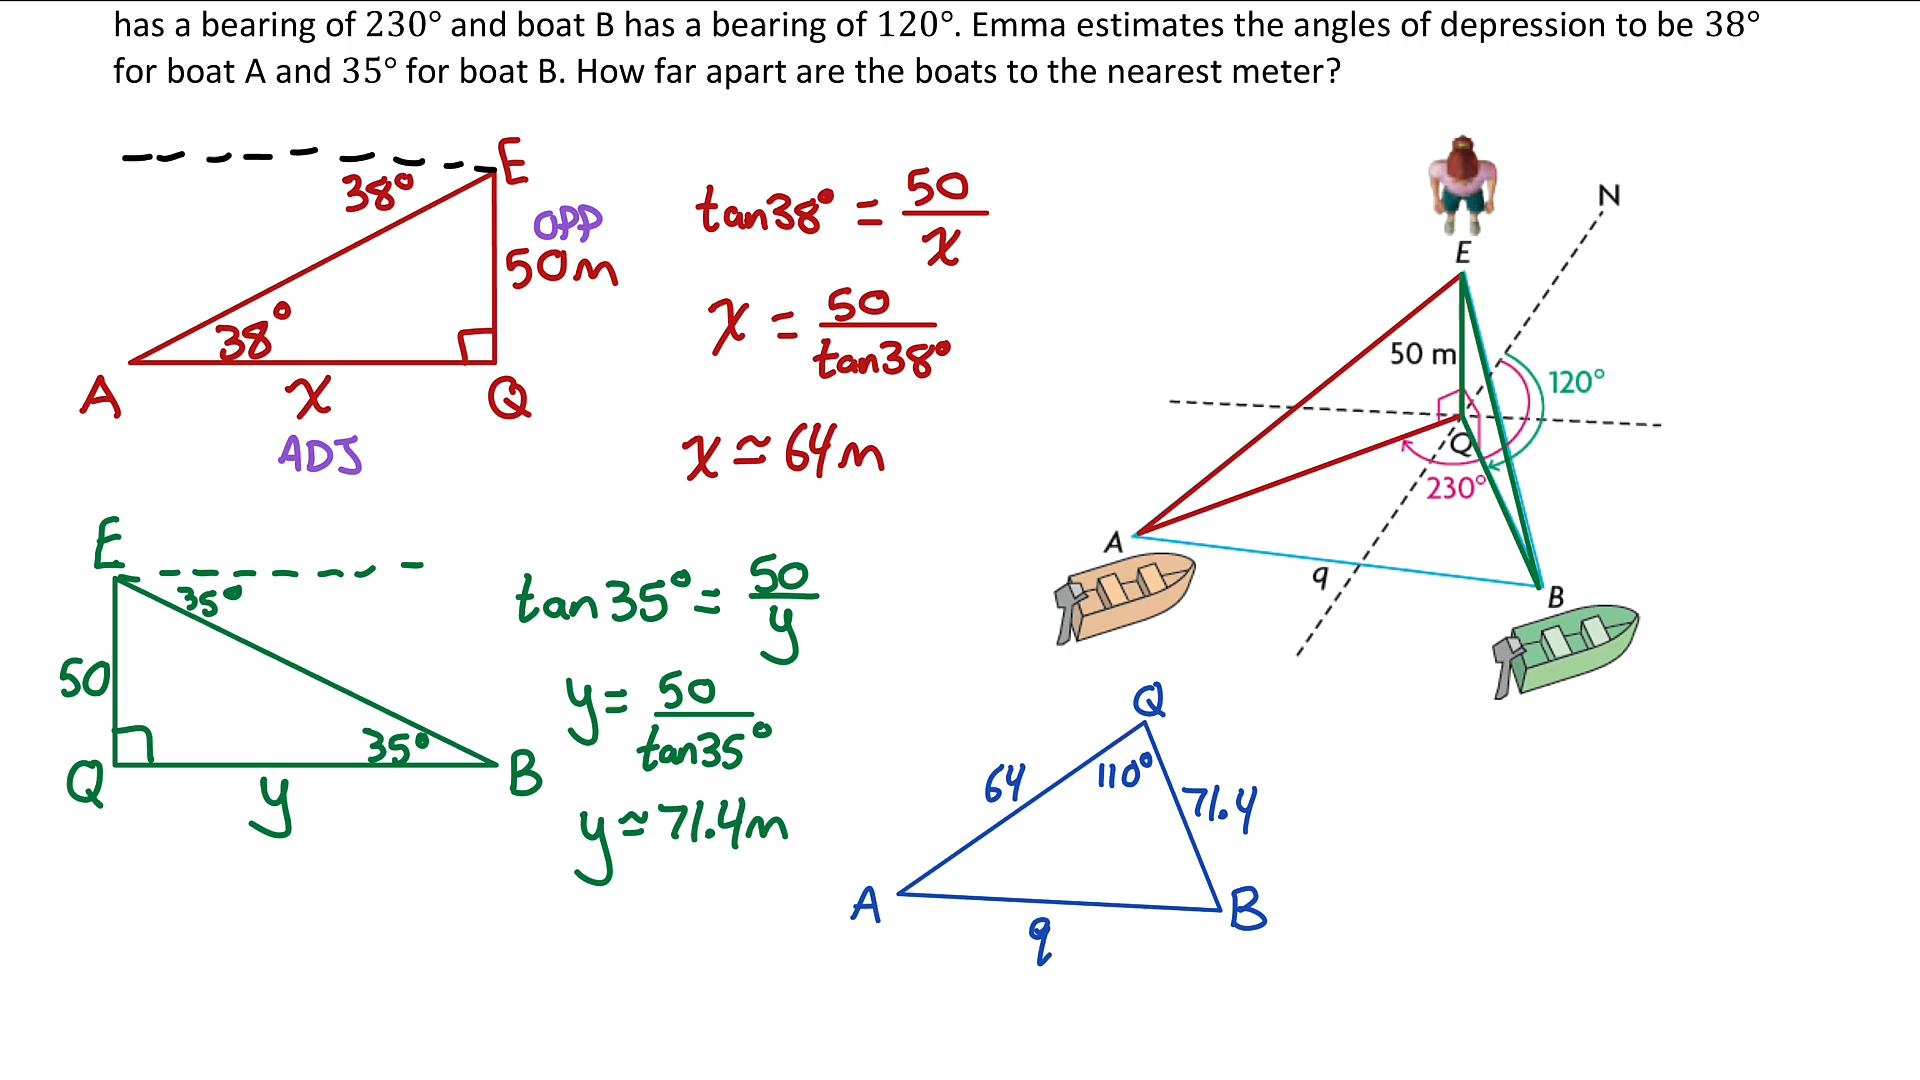 has a bearing of 230° and boat B has a bearing of 120°. Emma estimates the angles of depression to be 38°
for boat A and 35° for boat B. How far apart are the boats to the nearest meter?
E
38°
OPP
50m
38°
A
x
Q
ADJ
tan38° = 50/x
x = 50/tan38°
x ≃ 64m
E
35°
50
35°
Q
y
B
tan35° = 50/y
y = 50/tan35°
y ≃ 71.4m
N
E
50 m
120°
Q
230°
A
q
B
Q
64
110°
71.4
A
B
q